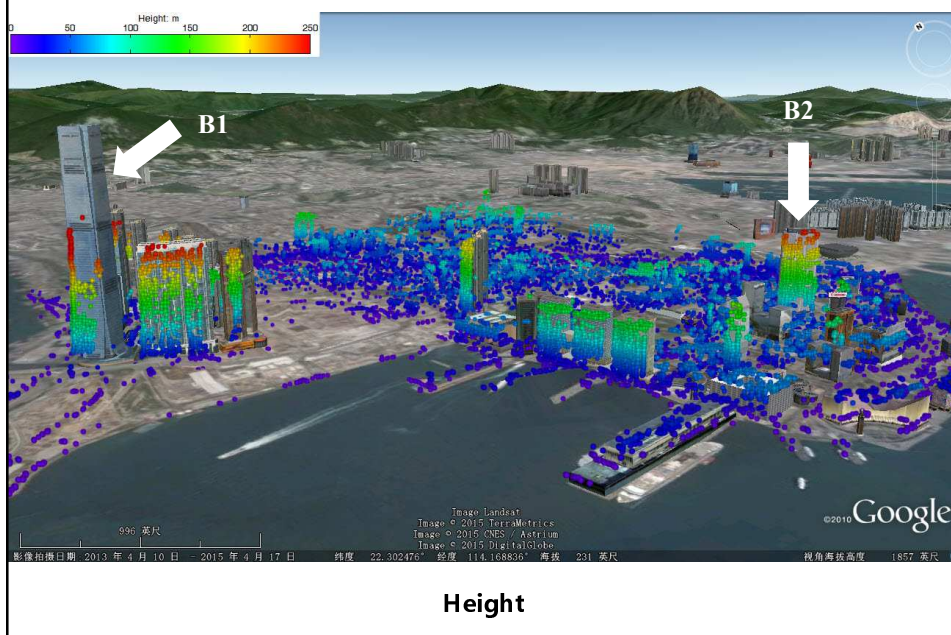 Height: m
0 50 100 150 200 250
N
B1
B2
996 英尺
Image Landsat
Image © 2015 TerraMetrics
Image © 2015 CNES / Astrium
Image © 2015 DigitalGlobe
©2010 Google
影像拍摄日期 2013 年 4 月 10 日 - 2015 年 4 月 17 日 纬度 22.302476° 经度 114.168836° 海拔 231 英尺 视角海拔高度 1857 英尺
Height